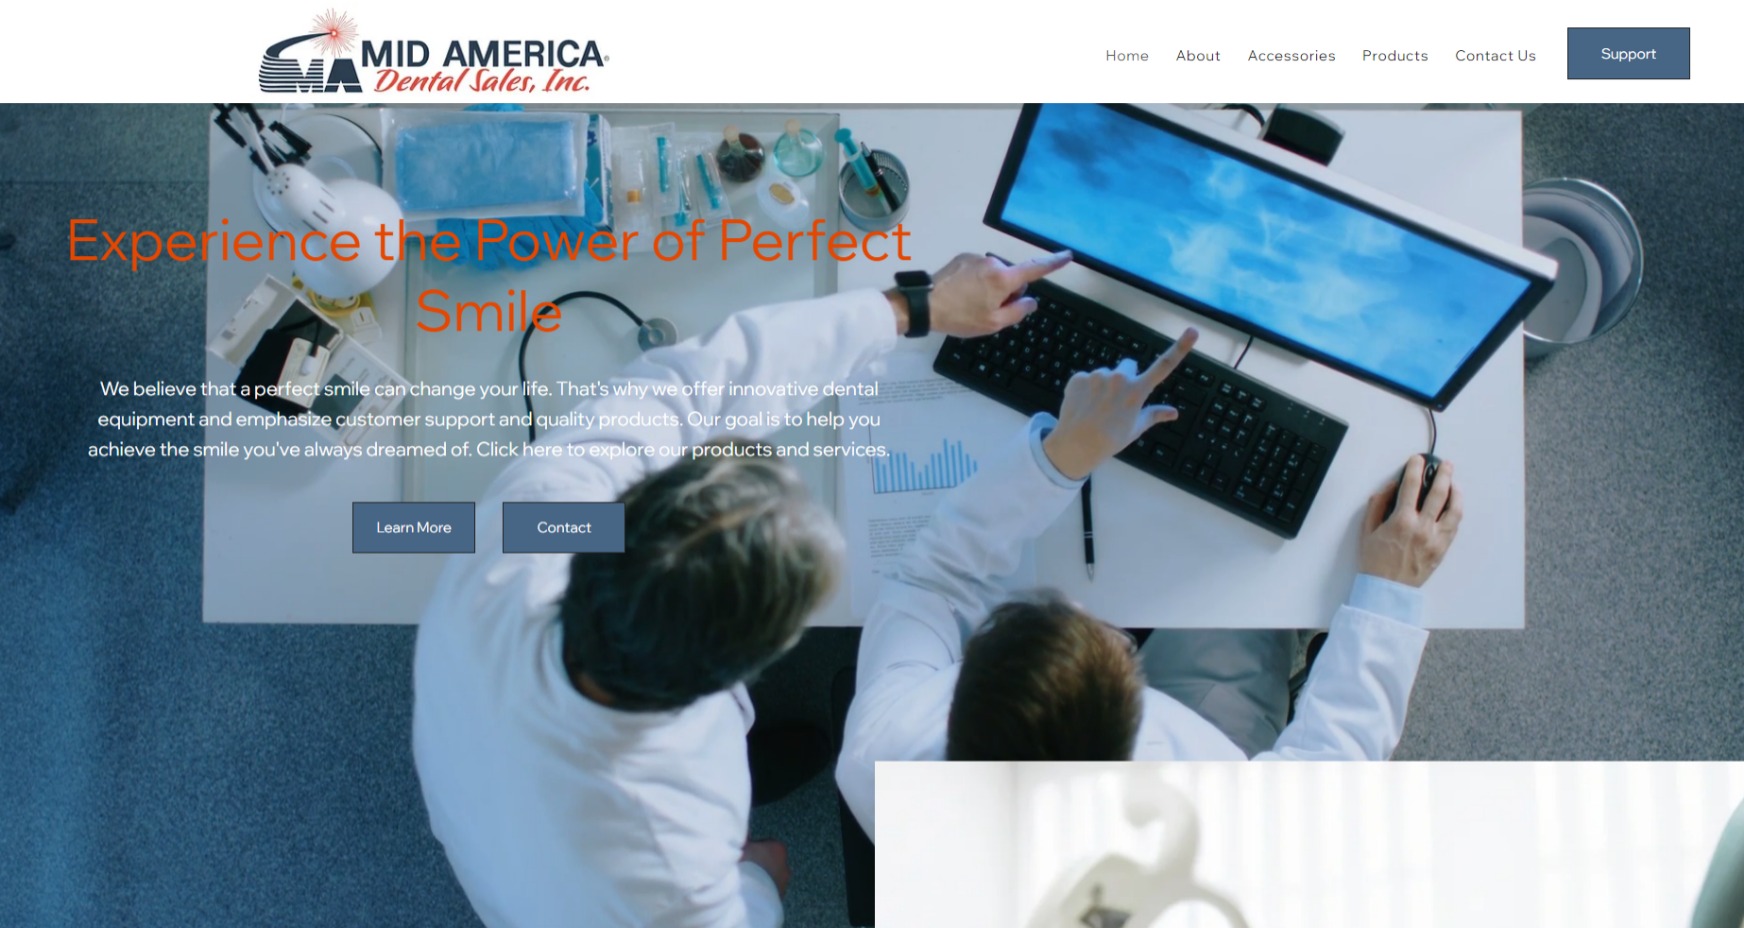 MID AMERICA®
Dental Sales, Inc.
Home
About
Accessories
Products
Contact Us
Support
Experience the Power of Perfect
Smile
We believe that a perfect smile can change your life. That's why we offer innovative dental
equipment and emphasize customer support and quality products. Our goal is to help you
achieve the smile you've always dreamed of. Click here to explore our products and services.
Learn More
Contact